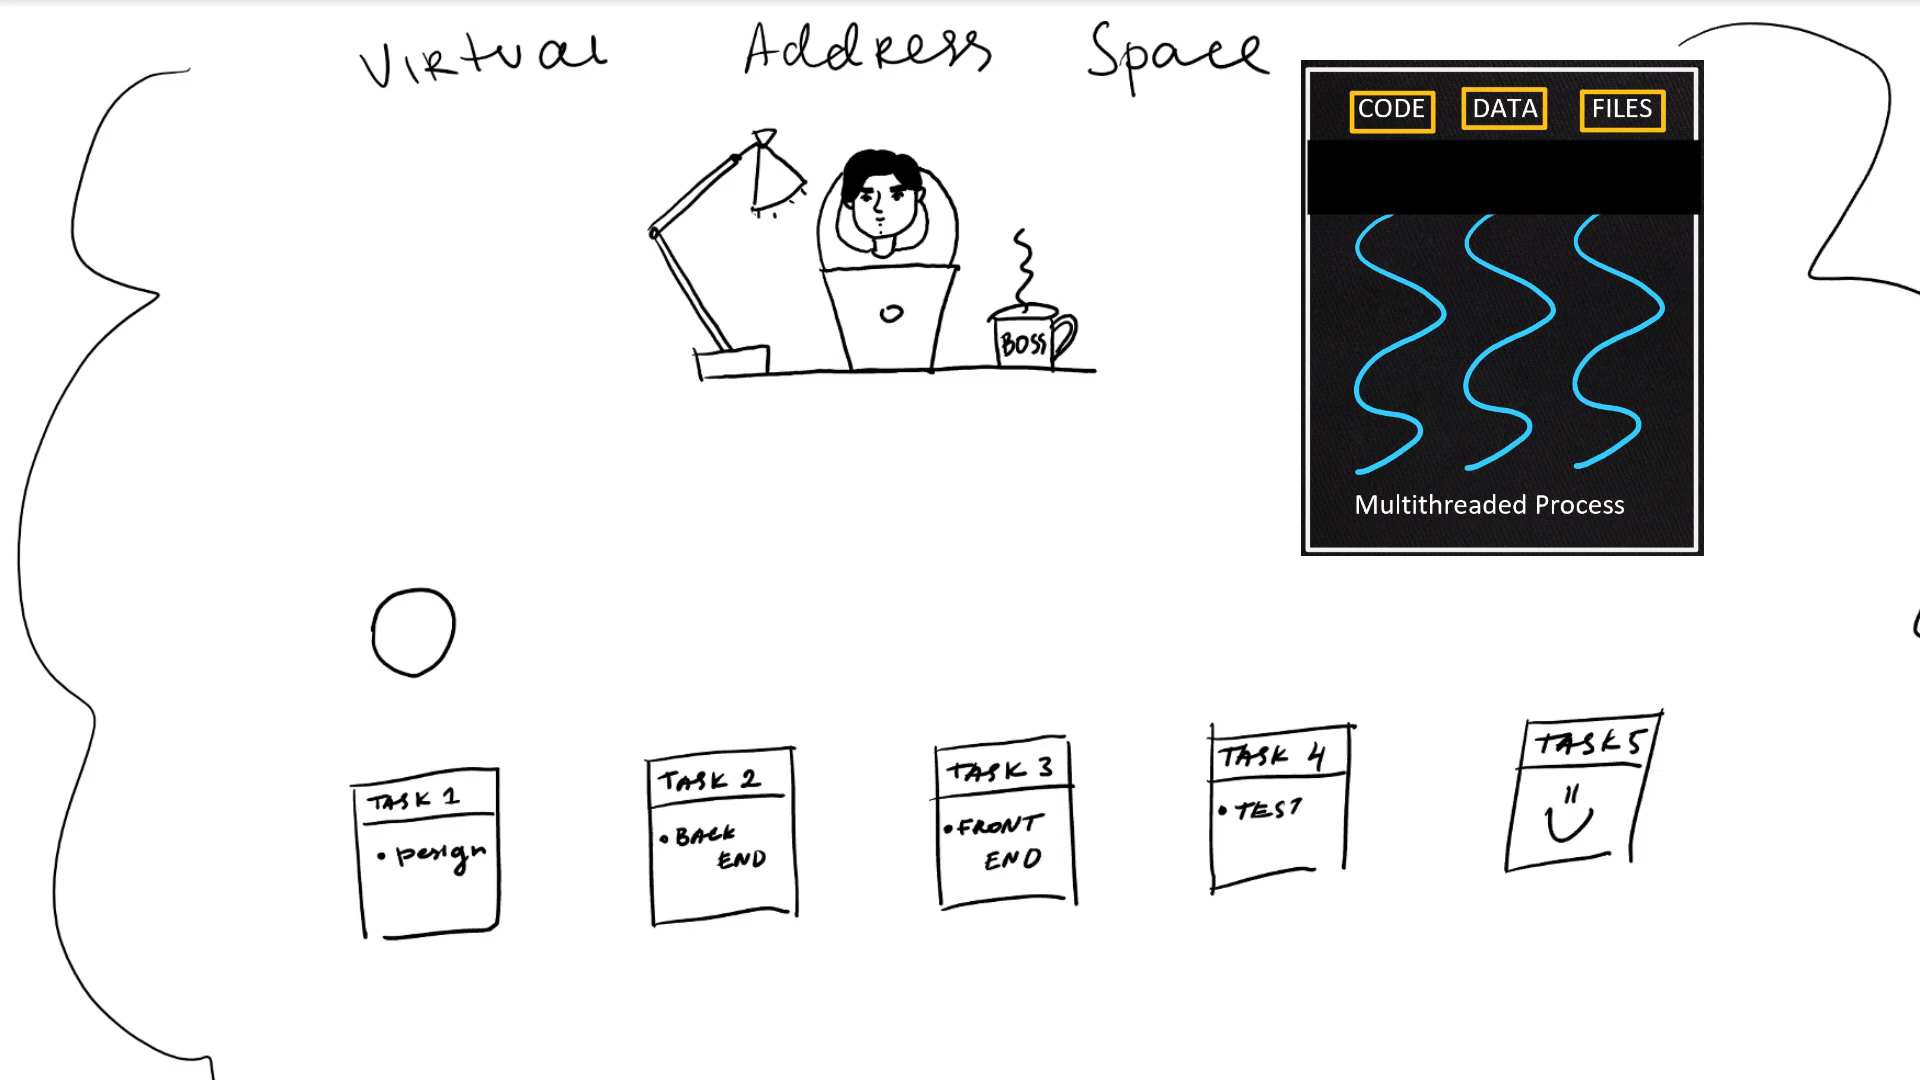 Virtual Address Space
CODE DATA FILES
BOSS
Multithreaded Process
TASK 1
• Design
TASK 2
• BACK
END
TASK 3
• FRONT
END
TASK 4
• TEST
TASK 5